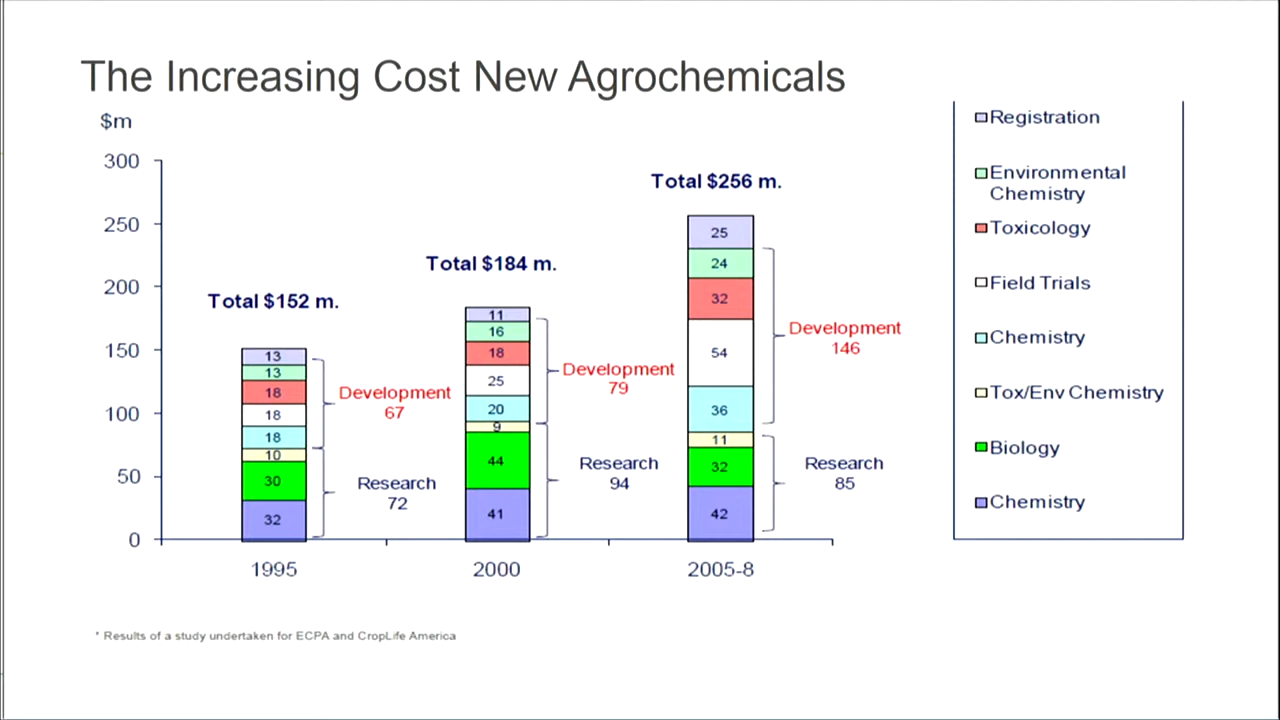 The Increasing Cost New Agrochemicals
$m
300
250
200
150
100
50
0
Total $152 m.
13
13
18
18
18
10
30
32
Development
67
Research
72
1995
Total $184 m.
11
16
18
25
20
9
44
41
Development
79
Research
94
2000
Total $256 m.
25
24
32
54
36
11
32
42
Development
146
Research
85
2005-8
Registration
Environmental
Chemistry
Toxicology
Field Trials
Chemistry
Tox/Env Chemistry
Biology
Chemistry
* Results of a study undertaken for ECPA and CropLife America